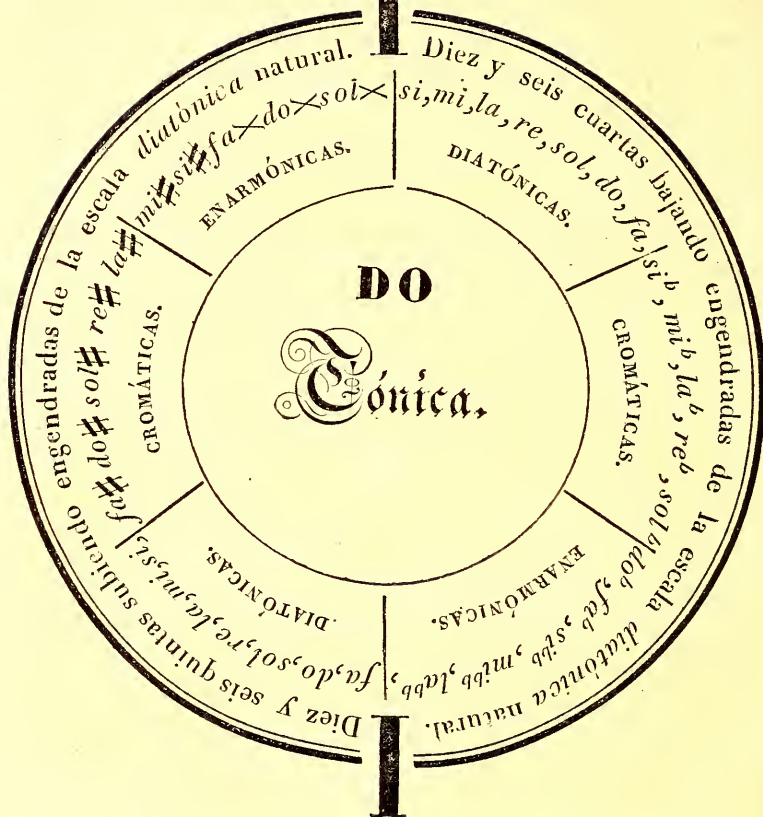 Diez y seis cuartas bajando engendradas de la escala diatónica natural.
si, mi, la, re, sol, do, fa, si♭, mi♭, la♭, re♭, sol♭, do♭, fa♭, si♭♭, mi♭♭, la♭♭,
DIATÓNICAS.
CROMÁTICAS.
ENARMÓNICAS.
Diez y seis quintas subiendo engendradas de la escala diatónica natural.
fa, do, sol, re, la, mi, si, fa♯ do♯ sol♯ re♯ la♯ mi♯ si♯ fa× do× sol×
DIATÓNICAS.
CROMÁTICAS.
ENARMÓNICAS.
DO
Tónica.